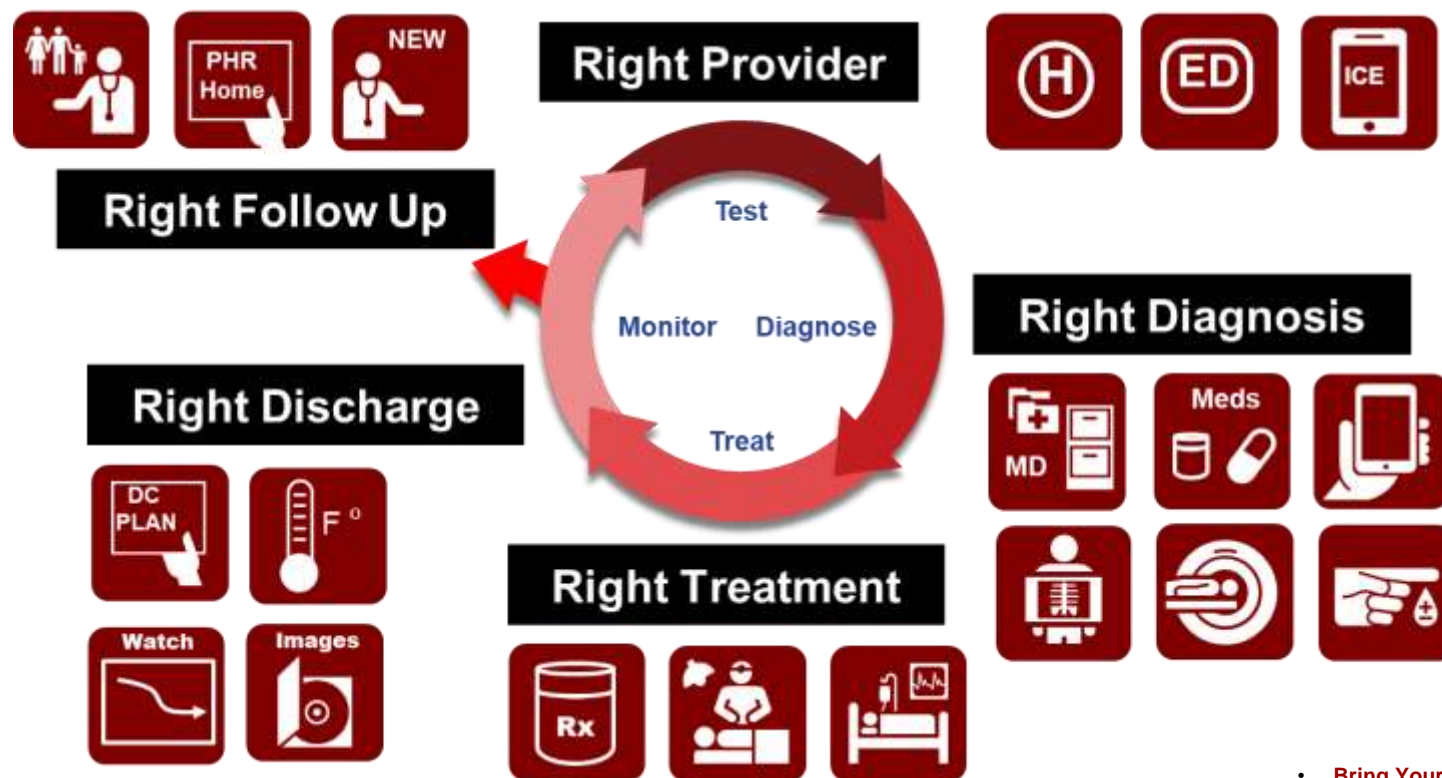 NEW
PHR
Home
Right Provider
H
ED
ICE
Right Follow Up
Test
Monitor
Diagnose
Right Diagnosis
Right Discharge
Treat
MD
Meds
DC
PLAN
F °
Right Treatment
Watch
Images
Rx
• Bring Your